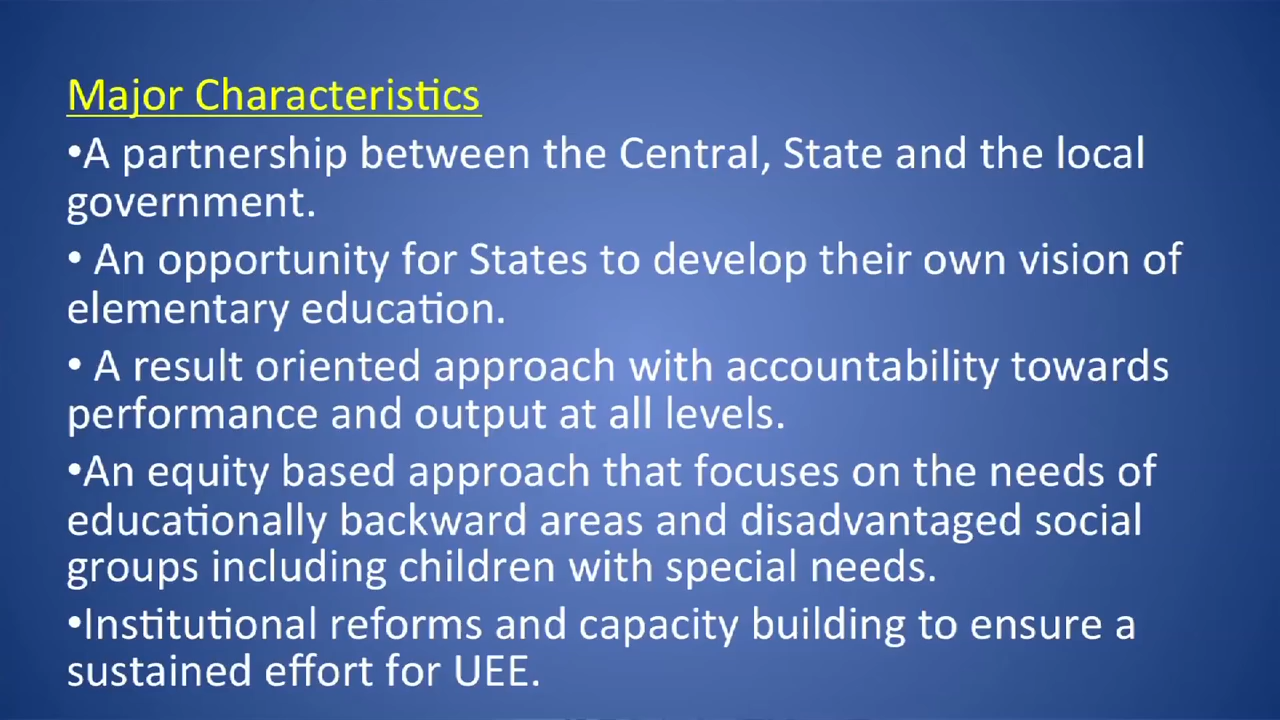 Major Characteristics
•A partnership between the Central, State and the local
government.
• An opportunity for States to develop their own vision of
elementary education.
• A result oriented approach with accountability towards
performance and output at all levels.
•An equity based approach that focuses on the needs of
educationally backward areas and disadvantaged social
groups including children with special needs.
•Institutional reforms and capacity building to ensure a
sustained effort for UEE.